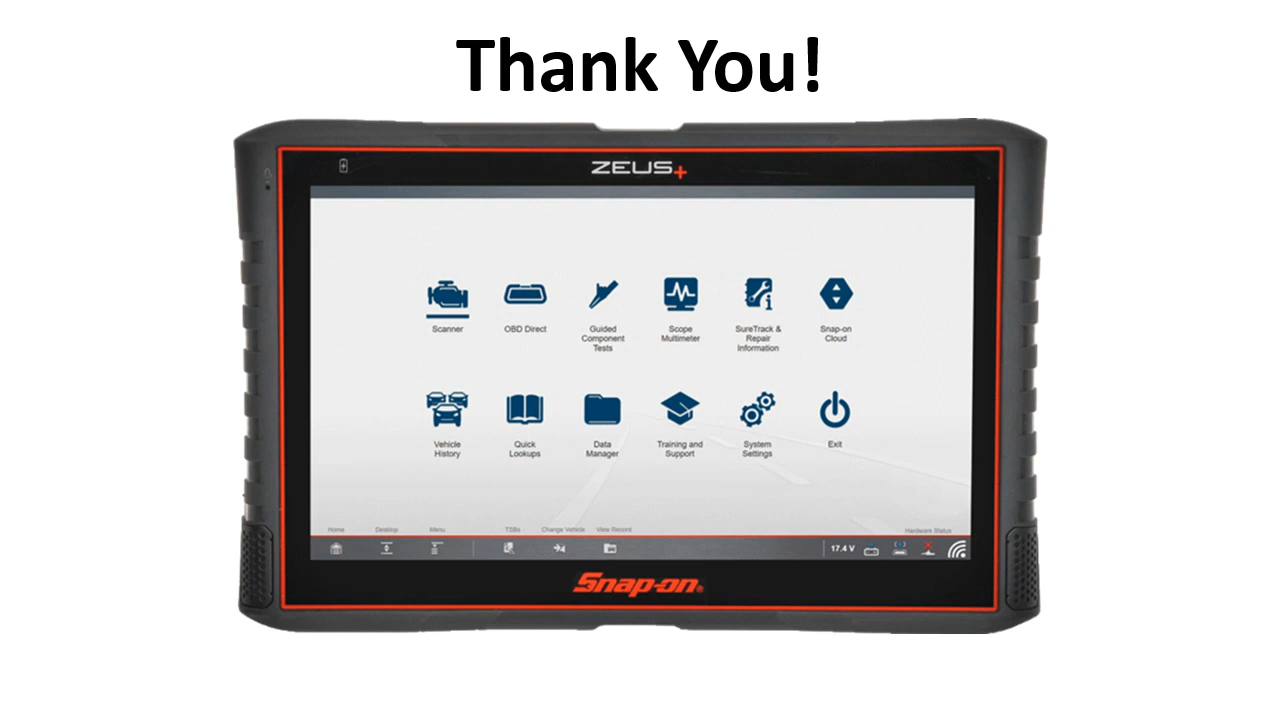 Thank You!
ZEUS+
Scanner
OBD Direct
Guided
Component
Tests
Scope
Multimeter
SureTrack &
Repair
Information
Snap-on
Cloud
Vehicle
History
Quick
Lookups
Data
Manager
Training and
Support
System
Settings
Exit
Home
Desktop
Menu
TSBs
Change Vehicle
View Record
Hardware Status
17.4 V
Snap-on®